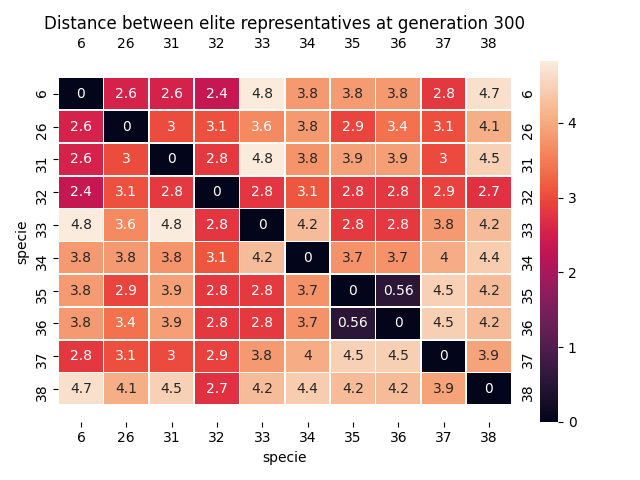 Distance between elite representatives at generation 300
6 26 31 32 33 34 35 36 37 38
6 0 2.6 2.6 2.4 4.8 3.8 3.8 3.8 2.8 4.7 6
26 2.6 0 3 3.1 3.6 3.8 2.9 3.4 3.1 4.1 26
31 2.6 3 0 2.8 4.8 3.8 3.9 3.9 3 4.5 31
32 2.4 3.1 2.8 0 2.8 3.1 2.8 2.8 2.9 2.7 32
33 4.8 3.6 4.8 2.8 0 4.2 2.8 2.8 3.8 4.2 33
34 3.8 3.8 3.8 3.1 4.2 0 3.7 3.7 4 4.4 34
35 3.8 2.9 3.9 2.8 2.8 3.7 0 0.56 4.5 4.2 35
36 3.8 3.4 3.9 2.8 2.8 3.7 0.56 0 4.5 4.2 36
37 2.8 3.1 3 2.9 3.8 4 4.5 4.5 0 3.9 37
38 4.7 4.1 4.5 2.7 4.2 4.4 4.2 4.2 3.9 0 38
6 26 31 32 33 34 35 36 37 38
specie
specie
4
3
2
1
0